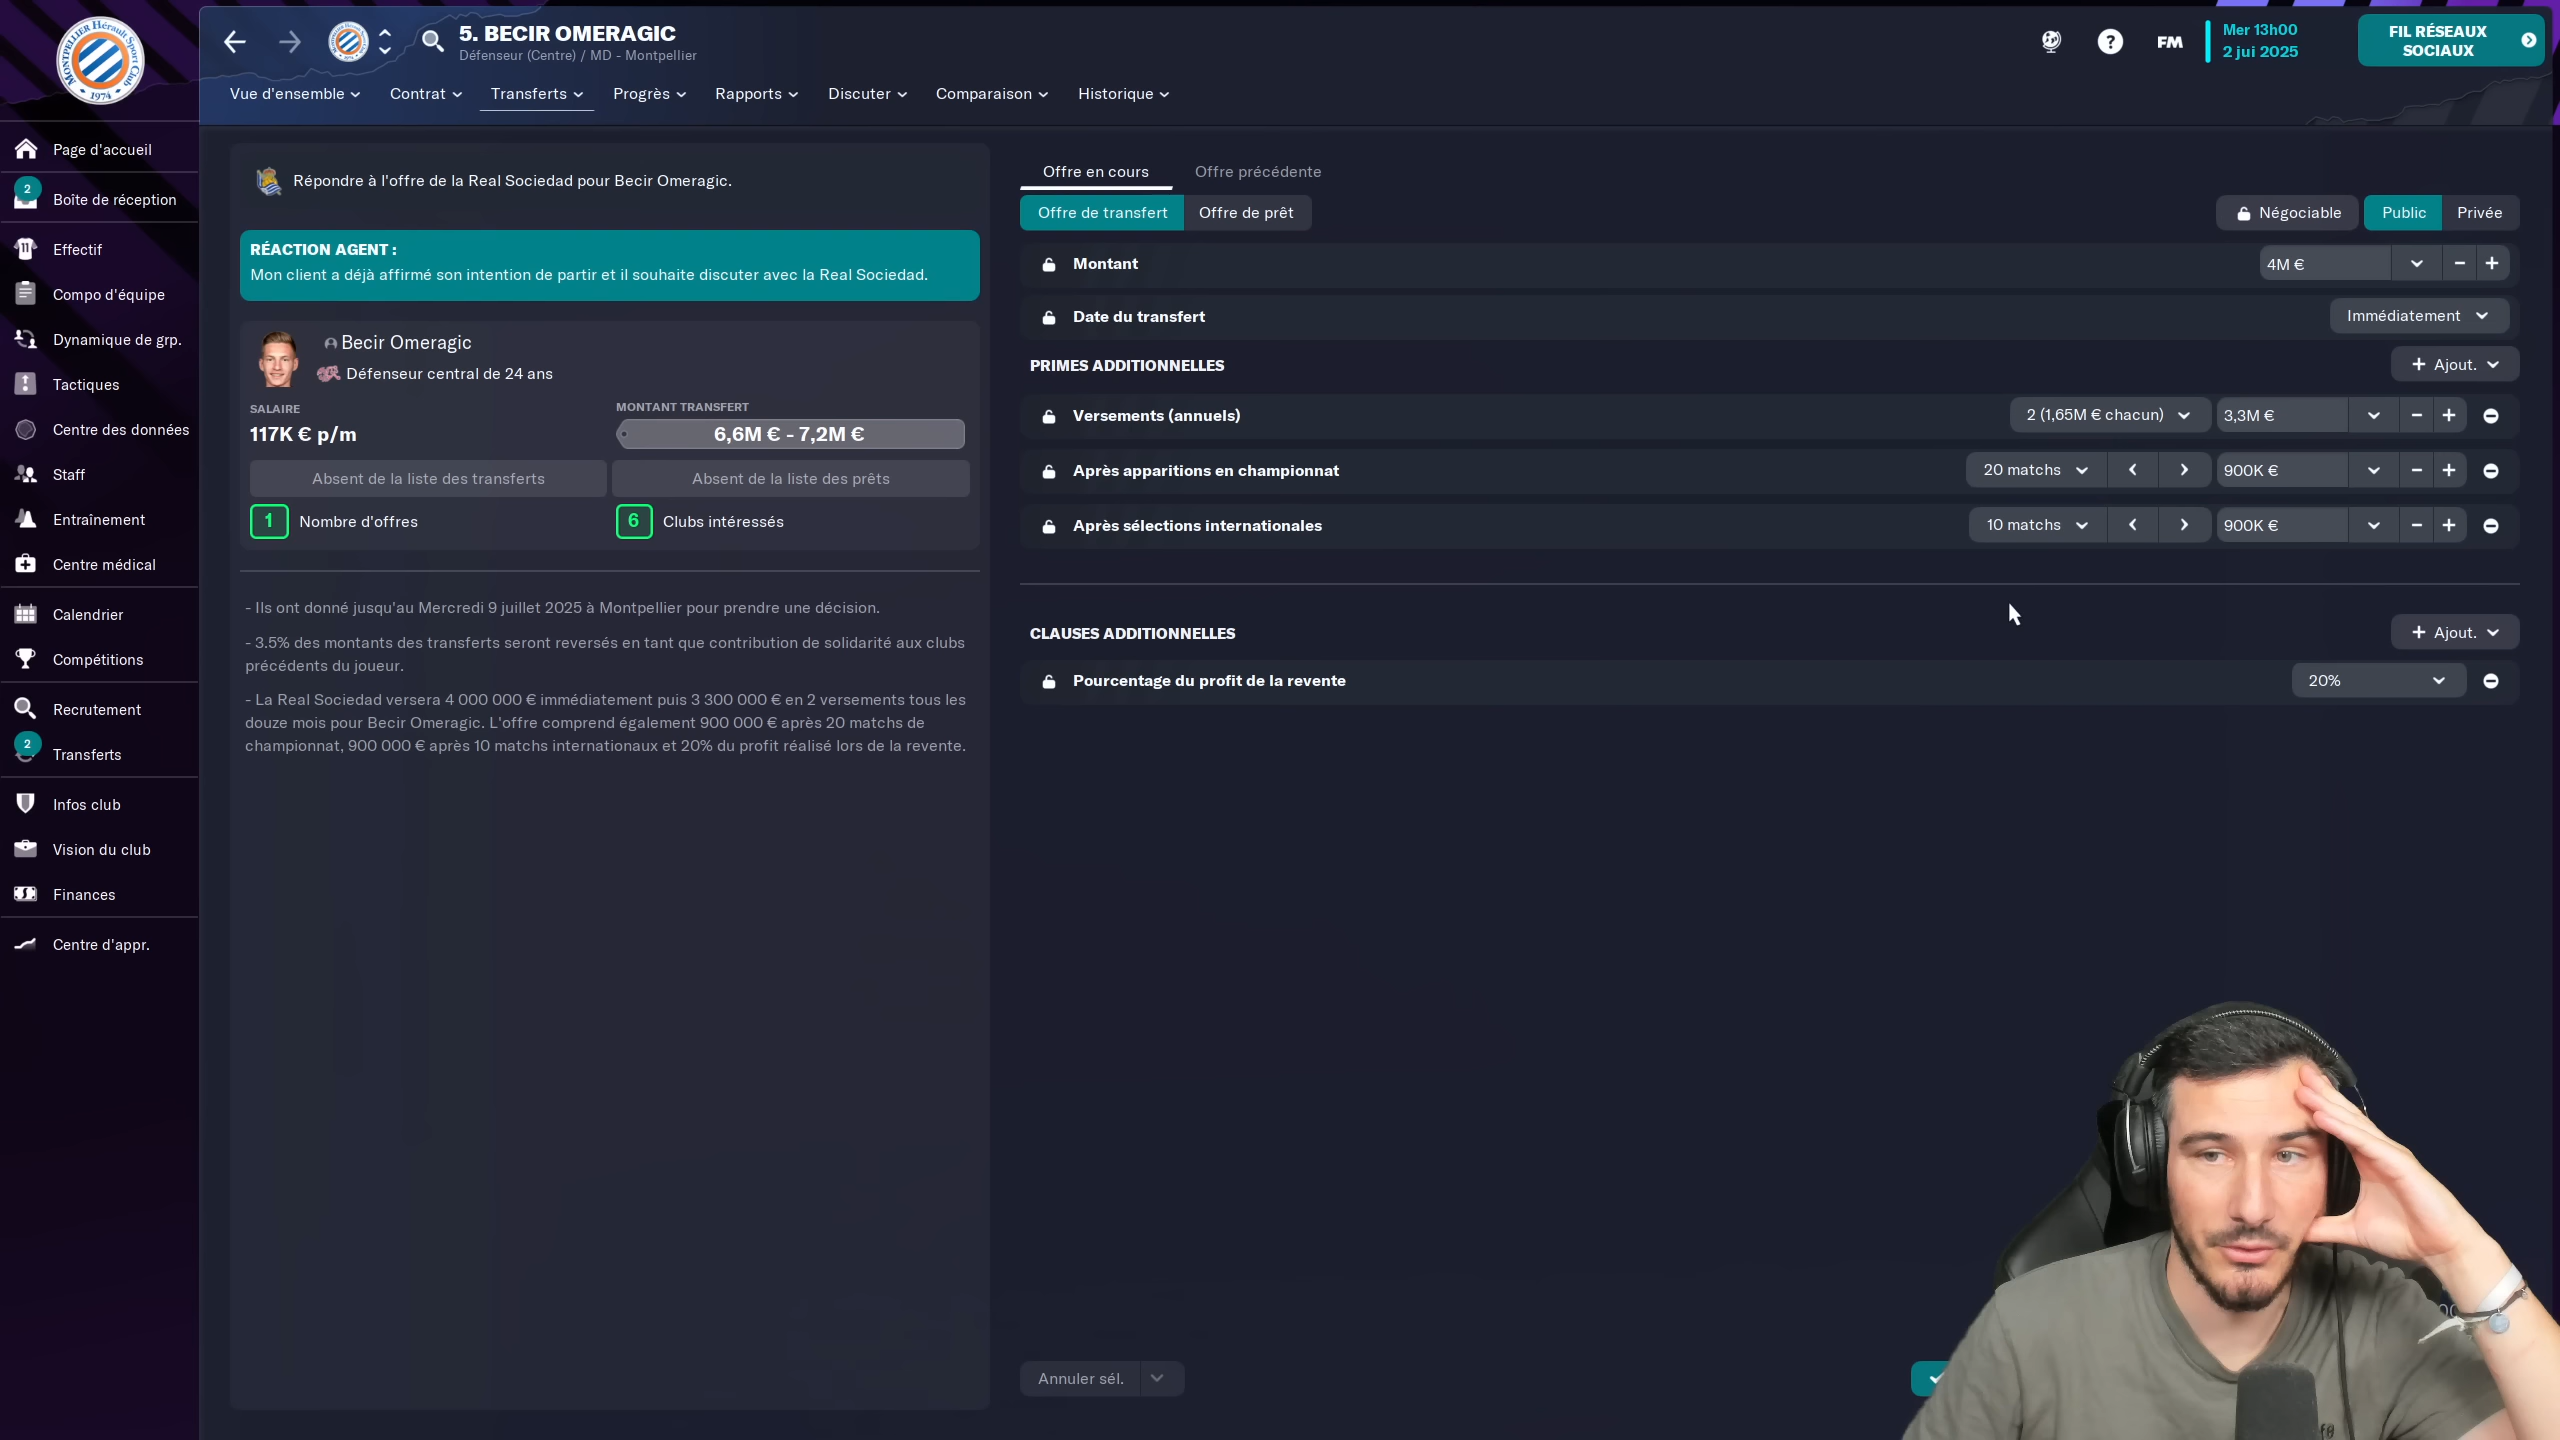 MONTPELLIER Hérault Sport Club
1974
5. BECIR OMERAGIC
Défenseur (Centre) / MD - Montpellier
FM
Mer 13h00
2 jui 2025
FIL RÉSEAUX
SOCIAUX
Vue d'ensemble
Contrat
Transferts
Progrès
Rapports
Discuter
Comparaison
Historique
Page d'accueil
2
Boîte de réception
Effectif
Compo d'équipe
Dynamique de grp.
Tactiques
Centre des données
Staff
Entraînement
Centre médical
Calendrier
Compétitions
Recrutement
2
Transferts
Infos club
Vision du club
Finances
Centre d'appr.
Répondre à l'offre de la Real Sociedad pour Becir Omeragic.
RÉACTION AGENT :
Mon client a déjà affirmé son intention de partir et il souhaite discuter avec la Real Sociedad.
Becir Omeragic
Défenseur central de 24 ans
SALAIRE
117K € p/m
MONTANT TRANSFERT
6,6M € - 7,2M €
Absent de la liste des transferts
Absent de la liste des prêts
1 Nombre d'offres
6 Clubs intéressés
- Ils ont donné jusqu'au Mercredi 9 juillet 2025 à Montpellier pour prendre une décision.
- 3.5% des montants des transferts seront reversés en tant que contribution de solidarité aux clubs
précédents du joueur.
- La Real Sociedad versera 4 000 000 € immédiatement puis 3 300 000 € en 2 versements tous les
douze mois pour Becir Omeragic. L'offre comprend également 900 000 € après 20 matchs de
championnat, 900 000 € après 10 matchs internationaux et 20% du profit réalisé lors de la revente.
Offre en cours
Offre précédente
Offre de transfert
Offre de prêt
Négociable
Public
Privée
Montant
4M €
Date du transfert
Immédiatement
PRIMES ADDITIONNELLES
+ Ajout.
Versements (annuels)
2 (1,65M € chacun)
3,3M €
Après apparitions en championnat
20 matchs
900K €
Après sélections internationales
10 matchs
900K €
CLAUSES ADDITIONNELLES
+ Ajout.
Pourcentage du profit de la revente
20%
Annuler sél.